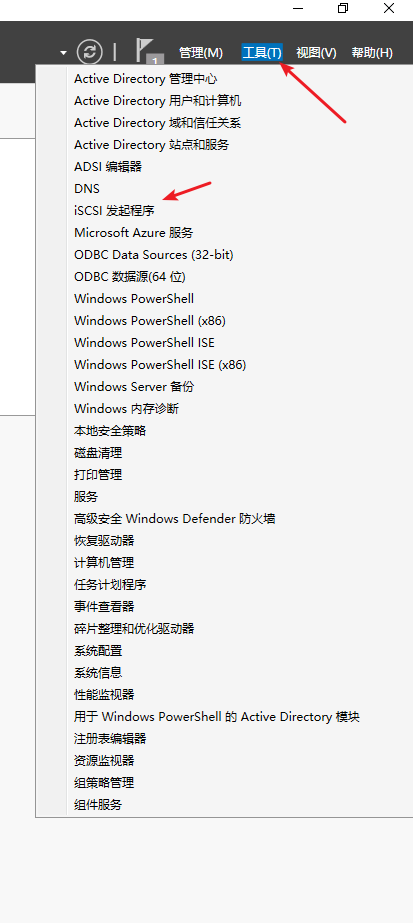 1
管理(M) 工具(T) 视图(V) 帮助(H)
Active Directory 管理中心
Active Directory 用户和计算机
Active Directory 域和信任关系
Active Directory 站点和服务
ADSI 编辑器
DNS
iSCSI 发起程序
Microsoft Azure 服务
ODBC Data Sources (32-bit)
ODBC 数据源(64 位)
Windows PowerShell
Windows PowerShell (x86)
Windows PowerShell ISE
Windows PowerShell ISE (x86)
Windows Server 备份
Windows 内存诊断
本地安全策略
磁盘清理
打印管理
服务
高级安全 Windows Defender 防火墙
恢复驱动器
计算机管理
任务计划程序
事件查看器
碎片整理和优化驱动器
系统配置
系统信息
性能监视器
用于 Windows PowerShell 的 Active Directory 模块
注册表编辑器
资源监视器
组策略管理
组件服务